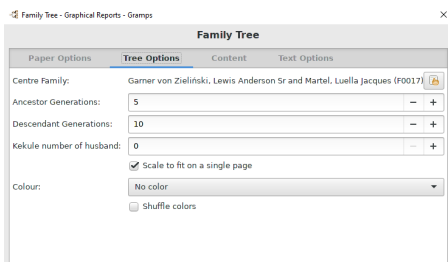 Family Tree - Graphical Reports - Gramps
Family Tree
Paper Options Tree Options Content Text Options
Centre Family: Garner von Zieliński, Lewis Anderson Sr and Martel, Luella Jacques (F0017)
Ancestor Generations: 5
Descendant Generations: 10
Kekule number of husband: 0
Scale to fit on a single page
Colour: No color
Shuffle colors